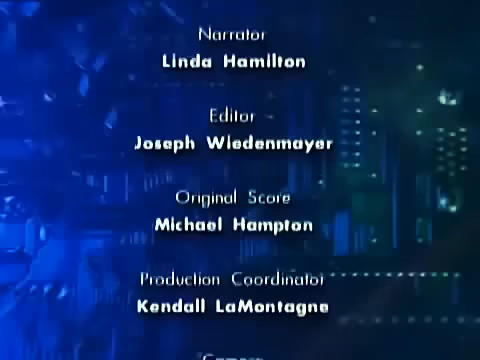 Narrator
Linda Hamilton
Editor
Joseph Wiedenmayer
Original Score
Michael Hampton
Production Coordinator
Kendall LaMontagne